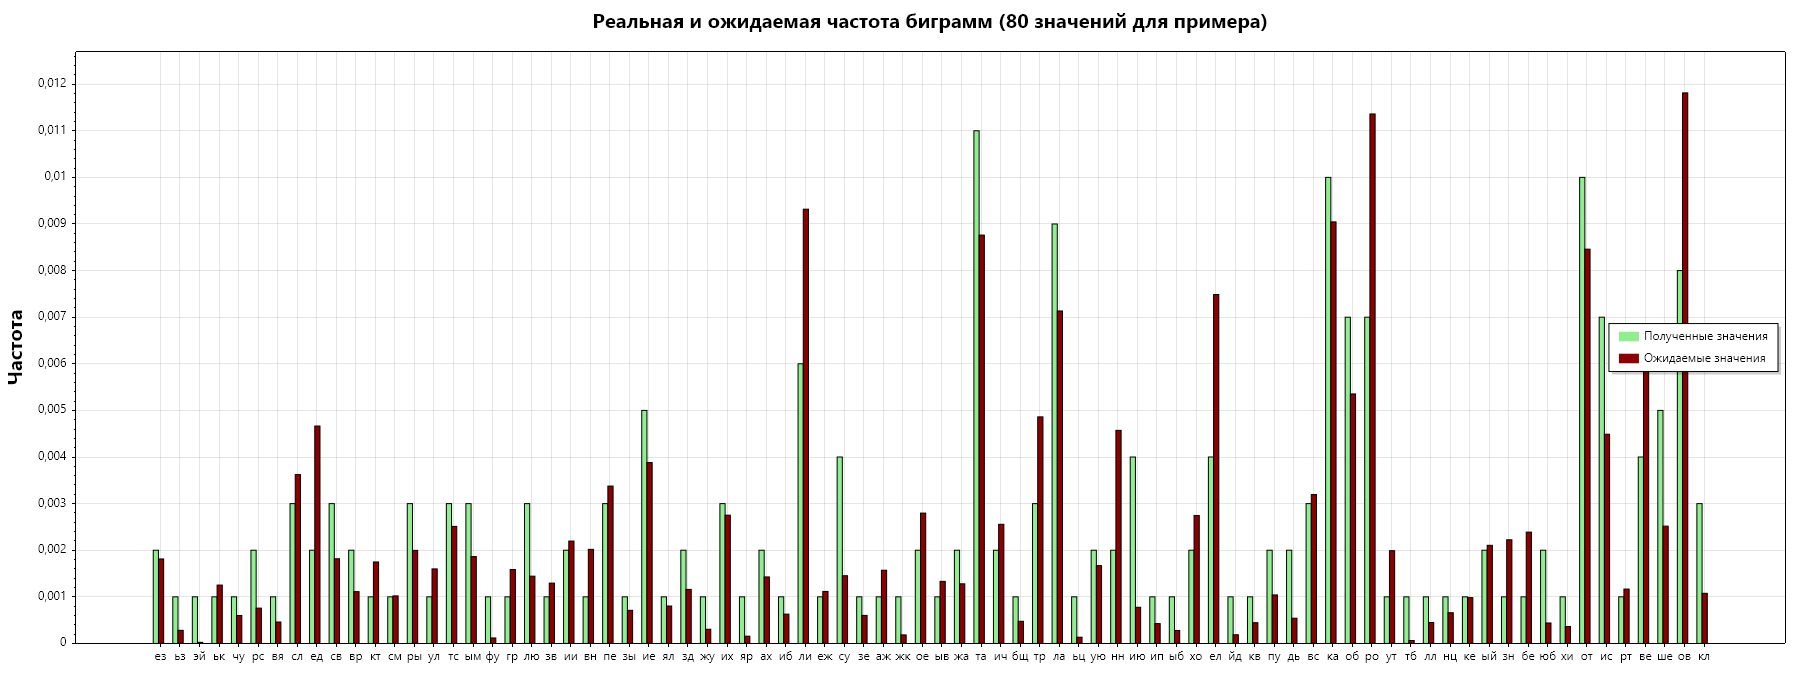 Реальная и ожидаемая частота биграмм (80 значений для примера)
Частота
0,012
0,011
0,01
0,009
0,008
0,007
0,006
0,005
0,004
0,003
0,002
0,001
0
Полученные значения
Ожидаемые значения
ез ьз эй ьк чу рс вя сл ед св вр кт см ры ул тс ым фу гр лю зв ии вн пе зы ие ял зд жу их яр ах иб ли еж су зе аж жк ое ыв жа та ич бщ тр ла ьц ую нн ию ип ыб хо ел йд кв пу дь вс ка об ро ут тб лл нц ке ый зн бе юб хи от ис рт ве ше ов кл